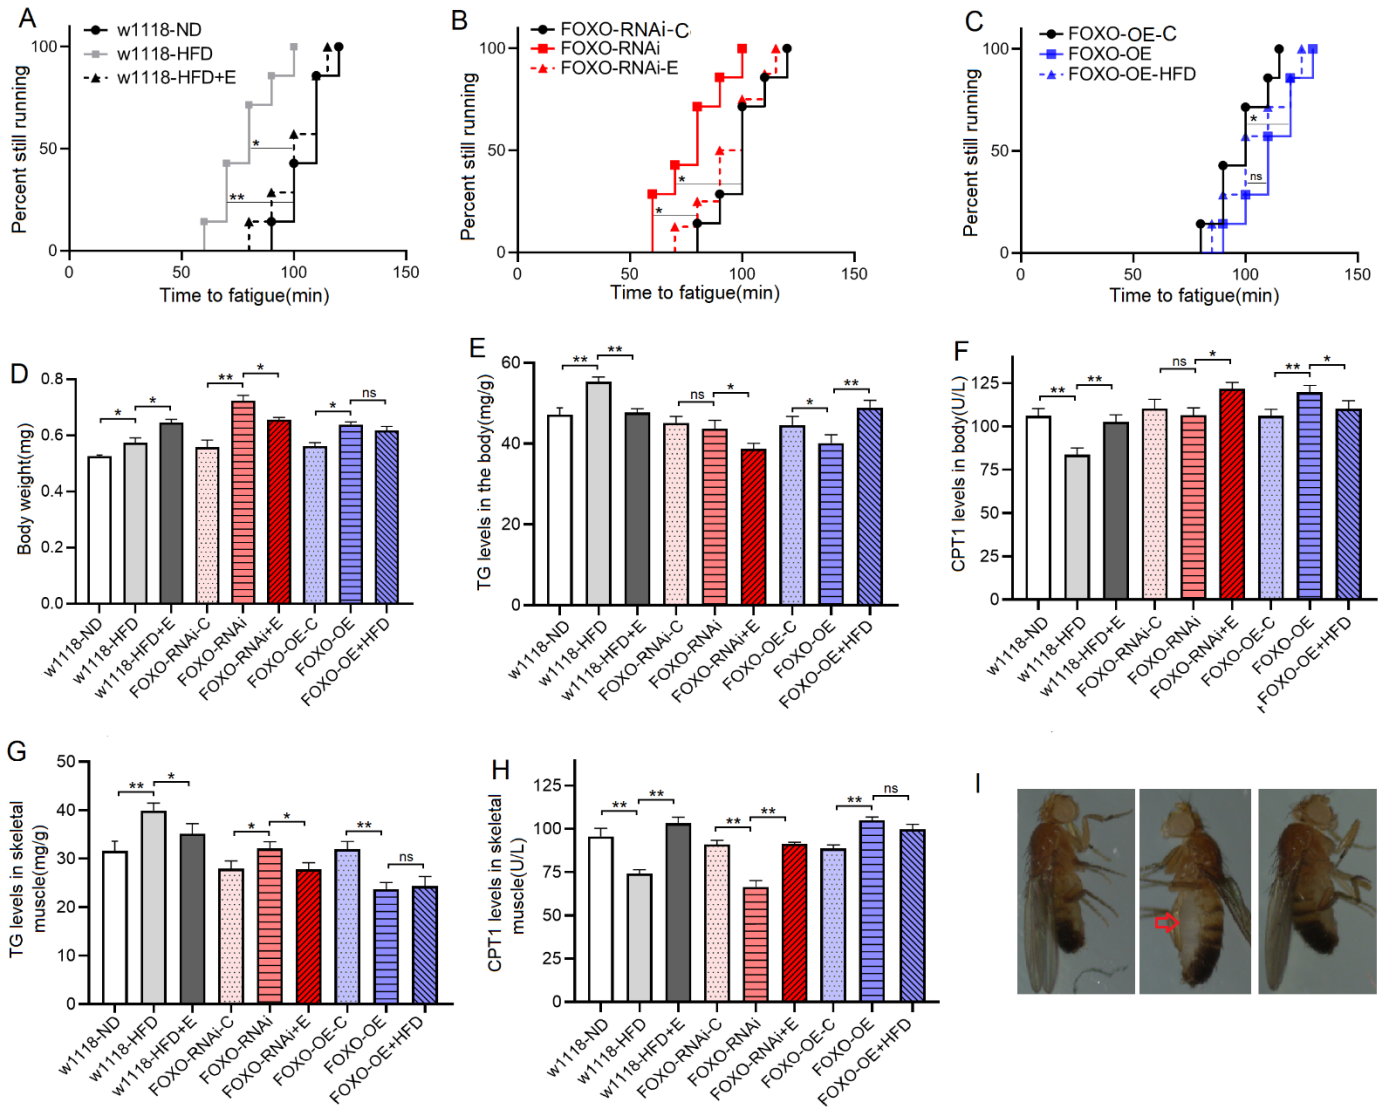 A
w1118-ND
w1118-HFD
w1118-HFD+E
Percent still running
100
50
0
0
50
100
150
Time to fatigue(min)
*
**
B
FOXO-RNAi-C
FOXO-RNAi
FOXO-RNAi-E
Percent still running
100
50
0
0
50
100
150
Time to fatigue(min)
*
*
C
FOXO-OE-C
FOXO-OE
FOXO-OE-HFD
Percent still running
100
50
0
0
50
100
150
Time to fatigue(min)
*
ns
D
Body weight(mg)
0.8
0.6
0.4
0.2
0.0
*
*
**
*
*
ns
w1118-ND
w1118-HFD
w1118-HFD+E
FOXO-RNAi-C
FOXO-RNAi
FOXO-RNAi+E
FOXO-OE-C
FOXO-OE
FOXO-OE+HFD
E
TG levels in the body(mg/g)
60
40
20
0
**
**
ns
*
*
**
w1118-ND
w1118-HFD
w1118-HFD+E
FOXO-RNAi-C
FOXO-RNAi
FOXO-RNAi+E
FOXO-OE-C
FOXO-OE
FOXO-OE+HFD
F
CPT1 levels in body(U/L)
125
100
75
50
25
0
**
**
ns
*
**
*
w1118-ND
w1118-HFD
w1118-HFD+E
FOXO-RNAi-C
FOXO-RNAi
FOXO-RNAi+E
FOXO-OE-C
FOXO-OE
FOXO-OE+HFD
G
TG levels in skeletal
muscle(mg/g)
50
40
30
20
10
0
**
*
*
*
**
ns
w1118-ND
w1118-HFD
w1118-HFD+E
FOXO-RNAi-C
FOXO-RNAi
FOXO-RNAi+E
FOXO-OE-C
FOXO-OE
FOXO-OE+HFD
H
CPT1 levels in skeletal
muscle(U/L)
125
100
75
50
25
0
**
**
**
**
**
ns
w1118-ND
w1118-HFD
w1118-HFD+E
FOXO-RNAi-C
FOXO-RNAi
FOXO-RNAi+E
FOXO-OE-C
FOXO-OE
FOXO-OE+HFD
I